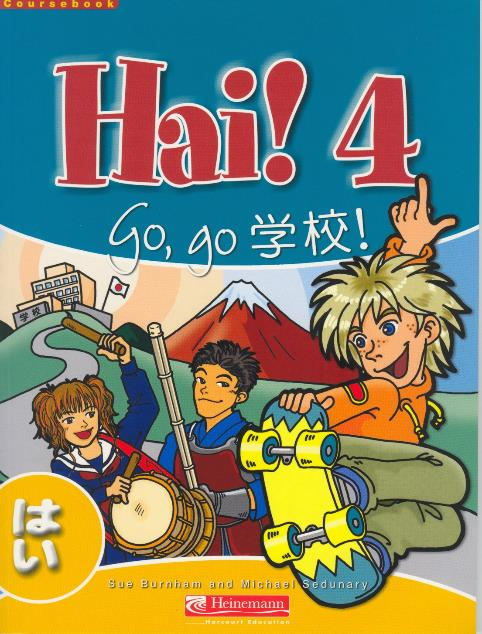 Coursebook
Hai! 4
Go, go 学校!
学校
はい
Sue Burnham and Michael Sedunary
Heinemann
Harcourt Education